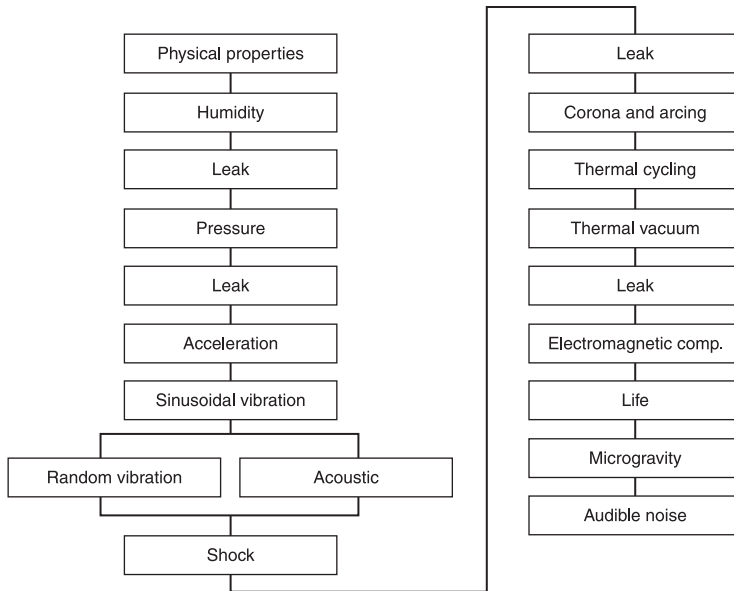 Physical properties
Humidity
Leak
Pressure
Leak
Acceleration
Sinusoidal vibration
Random vibration
Acoustic
Shock
Leak
Corona and arcing
Thermal cycling
Thermal vacuum
Leak
Electromagnetic comp.
Life
Microgravity
Audible noise